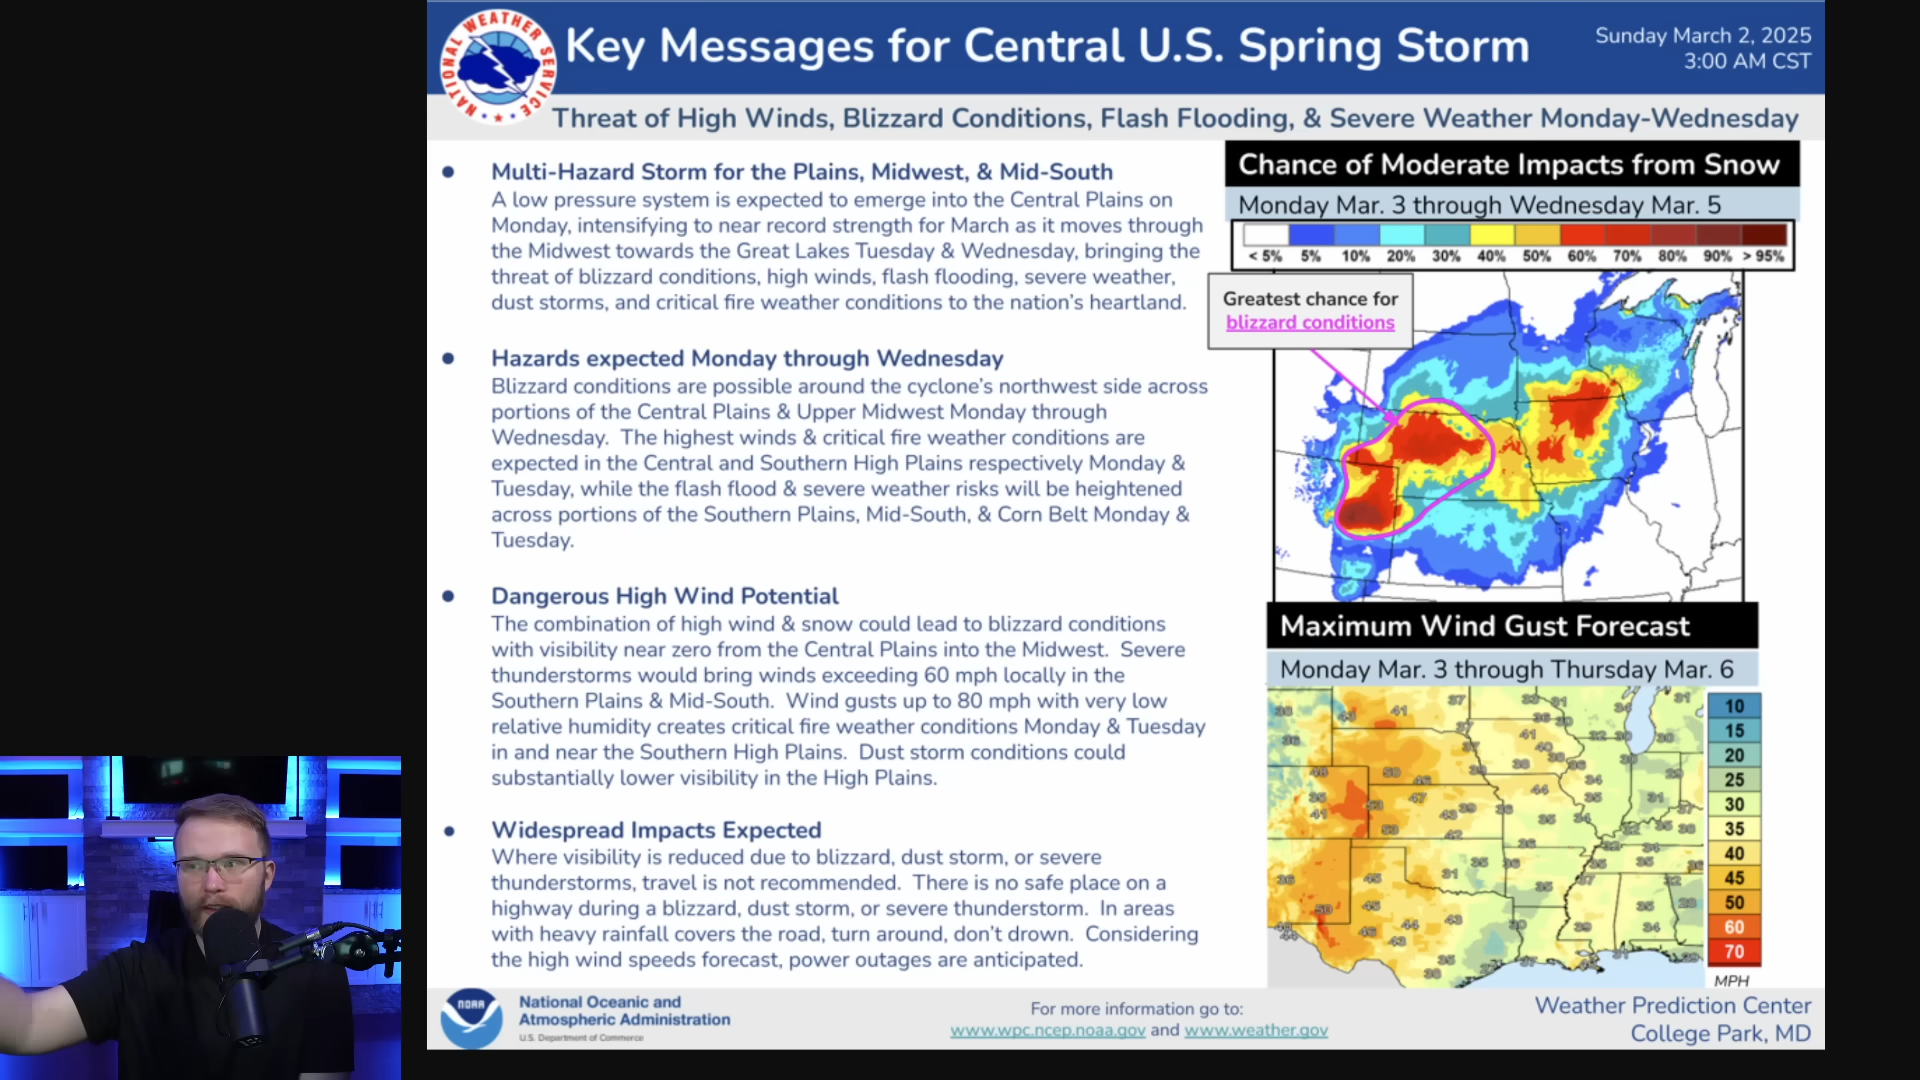 NATIONAL WEATHER SERVICE
Key Messages for Central U.S. Spring Storm
Sunday March 2, 2025
3:00 AM CST
Threat of High Winds, Blizzard Conditions, Flash Flooding, & Severe Weather Monday-Wednesday
● Multi-Hazard Storm for the Plains, Midwest, & Mid-South
A low pressure system is expected to emerge into the Central Plains on
Monday, intensifying to near record strength for March as it moves through
the Midwest towards the Great Lakes Tuesday & Wednesday, bringing the
threat of blizzard conditions, high winds, flash flooding, severe weather,
dust storms, and critical fire weather conditions to the nation's heartland.
● Hazards expected Monday through Wednesday
Blizzard conditions are possible around the cyclone's northwest side across
portions of the Central Plains & Upper Midwest Monday through
Wednesday. The highest winds & critical fire weather conditions are
expected in the Central and Southern High Plains respectively Monday &
Tuesday, while the flash flood & severe weather risks will be heightened
across portions of the Southern Plains, Mid-South, & Corn Belt Monday &
Tuesday.
● Dangerous High Wind Potential
The combination of high wind & snow could lead to blizzard conditions
with visibility near zero from the Central Plains into the Midwest. Severe
thunderstorms would bring winds exceeding 60 mph locally in the
Southern Plains & Mid-South. Wind gusts up to 80 mph with very low
relative humidity creates critical fire weather conditions Monday & Tuesday
in and near the Southern High Plains. Dust storm conditions could
substantially lower visibility in the High Plains.
● Widespread Impacts Expected
Where visibility is reduced due to blizzard, dust storm, or severe
thunderstorms, travel is not recommended. There is no safe place on a
highway during a blizzard, dust storm, or severe thunderstorm. In areas
with heavy rainfall covers the road, turn around, don't drown. Considering
the high wind speeds forecast, power outages are anticipated.
Chance of Moderate Impacts from Snow
Monday Mar. 3 through Wednesday Mar. 5
< 5% 5% 10% 20% 30% 40% 50% 60% 70% 80% 90% > 95%
Greatest chance for
blizzard conditions
Maximum Wind Gust Forecast
Monday Mar. 3 through Thursday Mar. 6
10
15
20
25
30
35
40
45
50
60
70
MPH
NOAA
National Oceanic and
Atmospheric Administration
U.S. Department of Commerce
For more information go to:
www.wpc.ncep.noaa.gov and www.weather.gov
Weather Prediction Center
College Park, MD